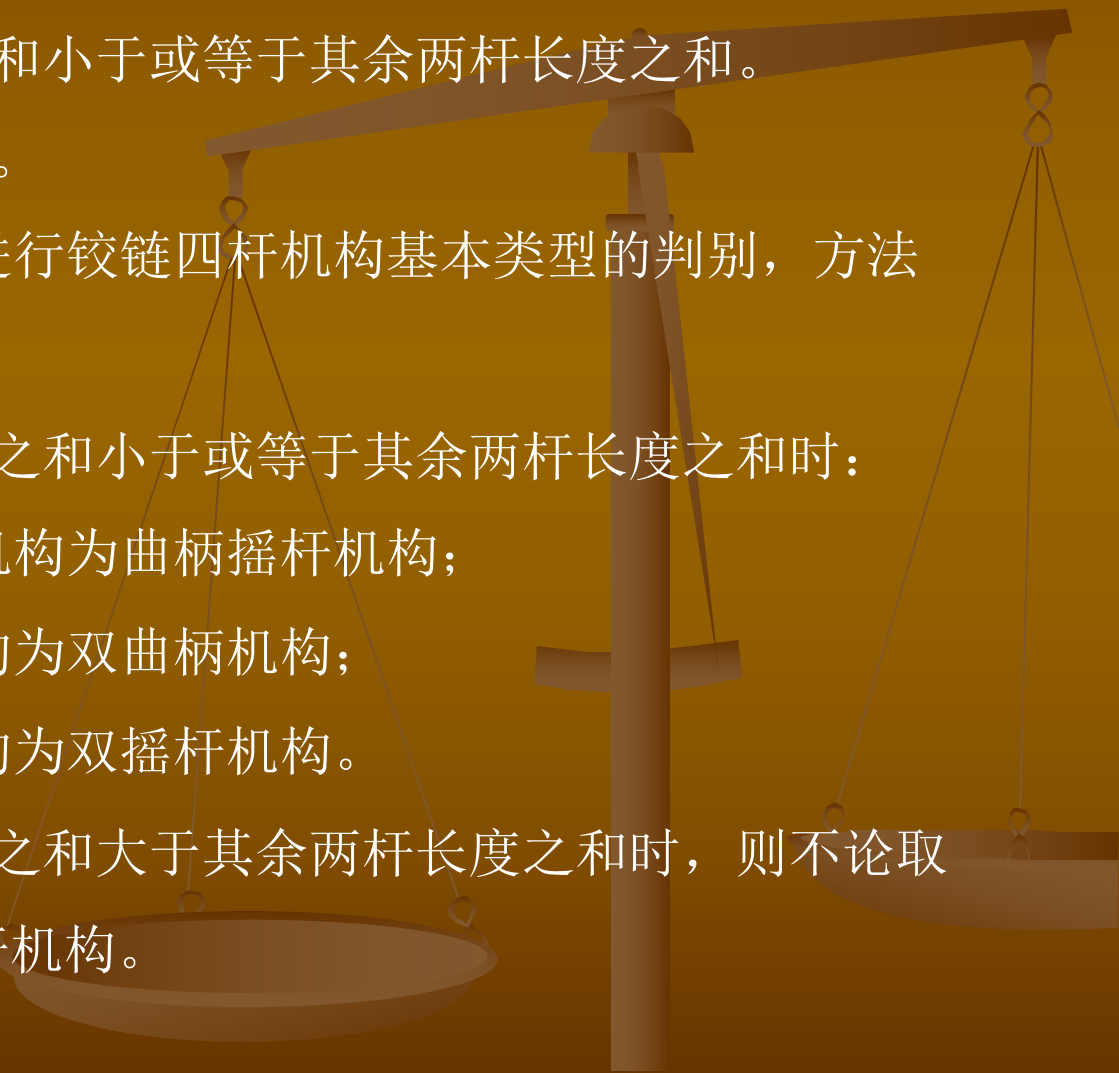 和小于或等于其余两杆长度之和。
。
进行铰链四杆机构基本类型的判别，方法
之和小于或等于其余两杆长度之和时：
机构为曲柄摇杆机构；
构为双曲柄机构；
构为双摇杆机构。
之和大于其余两杆长度之和时，则不论取
杆机构。